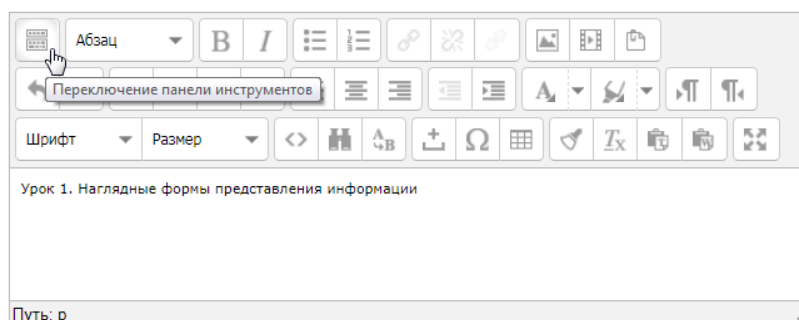 Абзац B I
Переключение панели инструментов
Шрифт Размер
Урок 1. Наглядные формы представления информации
Путь: p